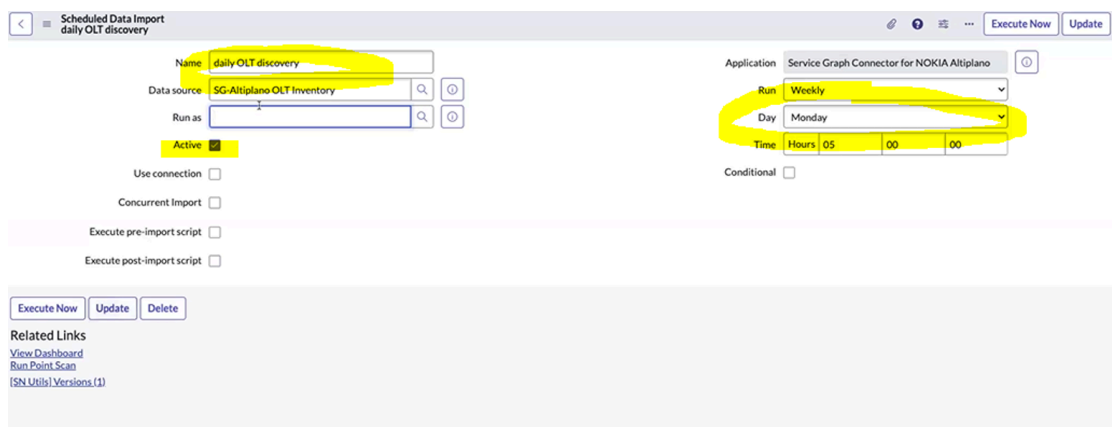 Scheduled Data Import
daily OLT discovery
Execute Now
Update
Name daily OLT discovery
Application Service Graph Connector for NOKIA Altiplano
Data source SG-Altiplano OLT Inventory
Run Weekly
Run as
Day Monday
Active
Time Hours 05 00 00
Use connection
Conditional
Concurrent Import
Execute pre-import script
Execute post-import script
Execute Now Update Delete
Related Links
View Dashboard
Run Point Scan
[SN Utils] Versions (1)